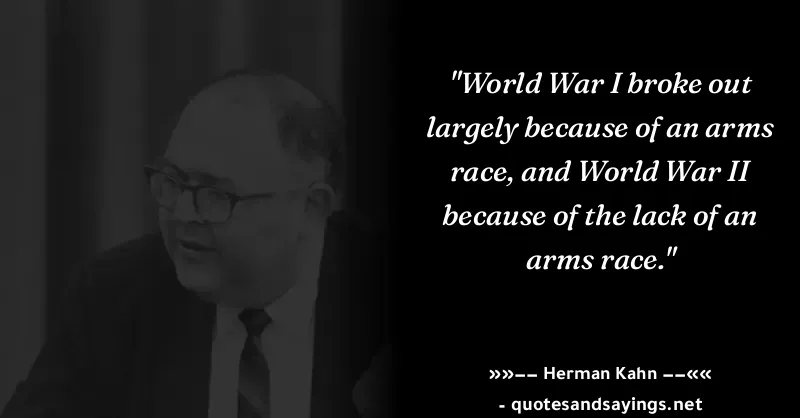 "World War I broke out
largely because of an arms
race, and World War II
because of the lack of an
arms race."
»»–– Herman Kahn ––««
- quotesandsayings.net